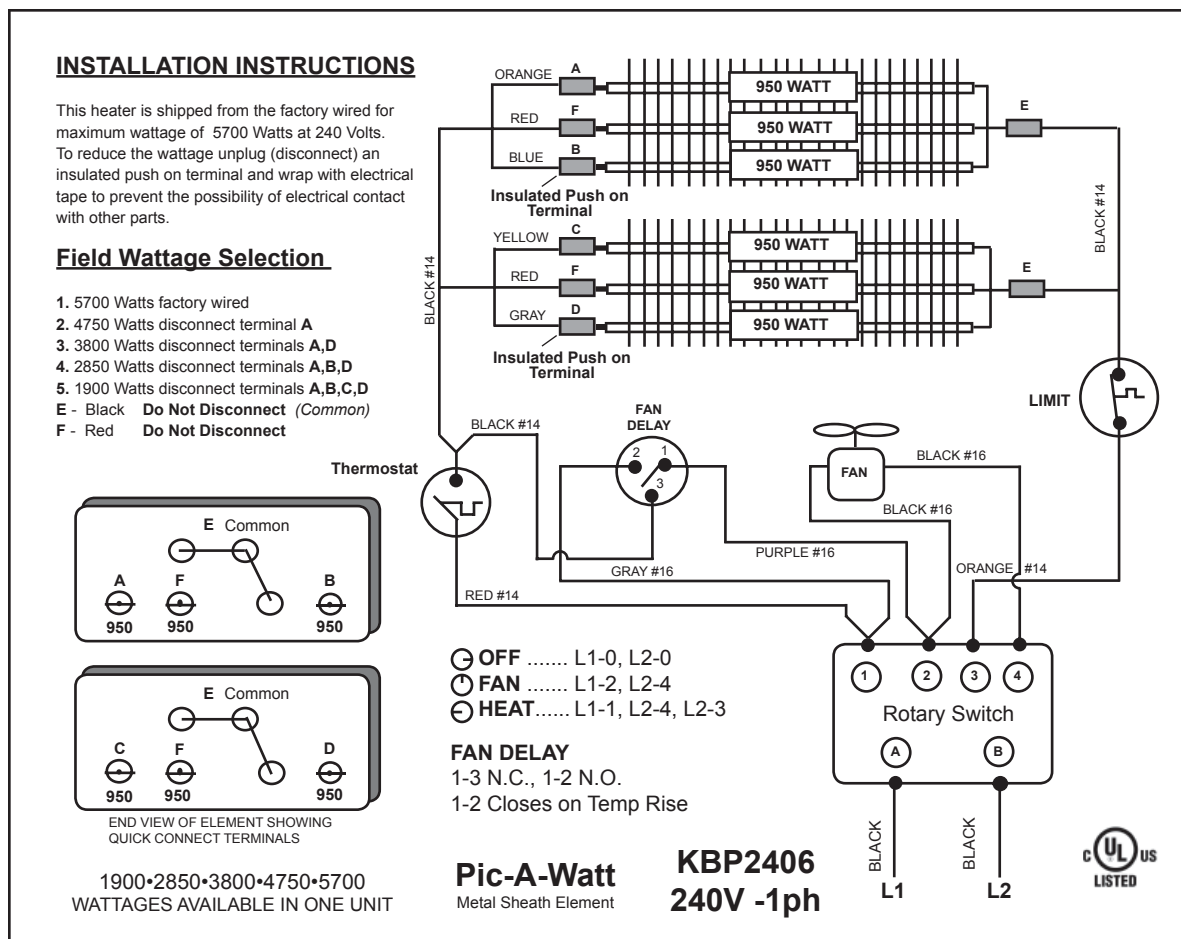 INSTALLATION INSTRUCTIONS
This heater is shipped from the factory wired for
maximum wattage of 5700 Watts at 240 Volts.
To reduce the wattage unplug (disconnect) an
insulated push on terminal and wrap with electrical
tape to prevent the possibility of electrical contact
with other parts.
Field Wattage Selection
1. 5700 Watts factory wired
2. 4750 Watts disconnect terminal A
3. 3800 Watts disconnect terminals A,D
4. 2850 Watts disconnect terminals A,B,D
5. 1900 Watts disconnect terminals A,B,C,D
E - Black Do Not Disconnect (Common)
F - Red Do Not Disconnect
ORANGE A 950 WATT
RED F 950 WATT E
BLUE B 950 WATT
Insulated Push on
Terminal
YELLOW C 950 WATT
RED F 950 WATT E
GRAY D 950 WATT
Insulated Push on
Terminal
BLACK #14
BLACK #14
LIMIT
BLACK #14
FAN
DELAY
2 1
3
Thermostat
FAN
BLACK #16
BLACK #16
PURPLE #16
GRAY #16
ORANGE #14
RED #14
E Common
A F B
950 950 950
E Common
C F D
950 950 950
END VIEW OF ELEMENT SHOWING
QUICK CONNECT TERMINALS
1900•2850•3800•4750•5700
WATTAGES AVAILABLE IN ONE UNIT
OFF ....... L1-0, L2-0
FAN ....... L1-2, L2-4
HEAT...... L1-1, L2-4, L2-3
FAN DELAY
1-3 N.C., 1-2 N.O.
1-2 Closes on Temp Rise
1 2 3 4
Rotary Switch
A B
BLACK BLACK
L1 L2
Pic-A-Watt
Metal Sheath Element
KBP2406
240V -1ph
C UL US
LISTED